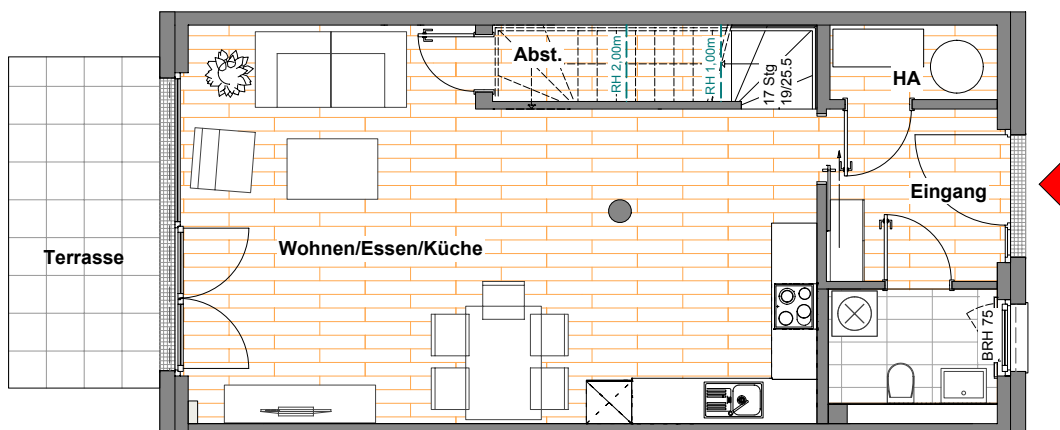 Abst.
RH 2,00m
RH 1,00m
17 Stg
19/25.5
HA
Eingang
Terrasse
Wohnen/Essen/Küche
BRH 75